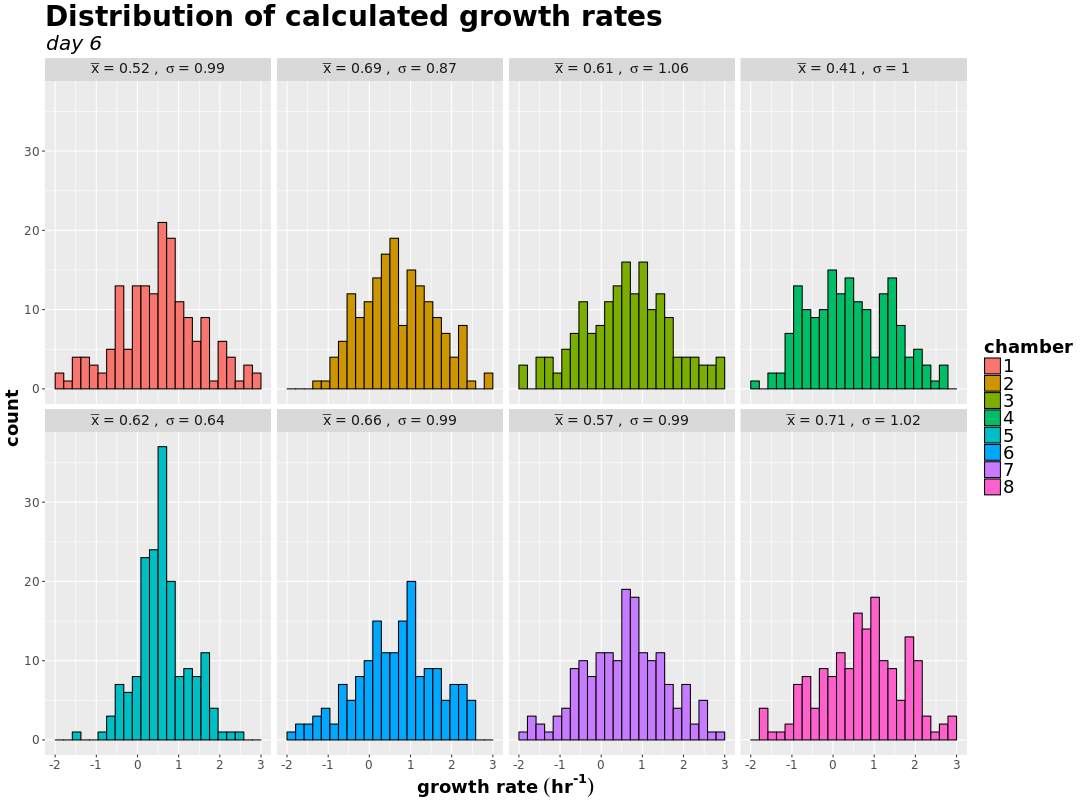 Distribution of calculated growth rates
day 6
x̅ = 0.52 , σ = 0.99
x̅ = 0.69 , σ = 0.87
x̅ = 0.61 , σ = 1.06
x̅ = 0.41 , σ = 1
30
20
10
0
x̅ = 0.62 , σ = 0.64
x̅ = 0.66 , σ = 0.99
x̅ = 0.57 , σ = 0.99
x̅ = 0.71 , σ = 1.02
30
20
10
0
-2 -1 0 1 2 3
-2 -1 0 1 2 3
-2 -1 0 1 2 3
-2 -1 0 1 2 3
count
growth rate (hr⁻¹)
chamber
1
2
3
4
5
6
7
8